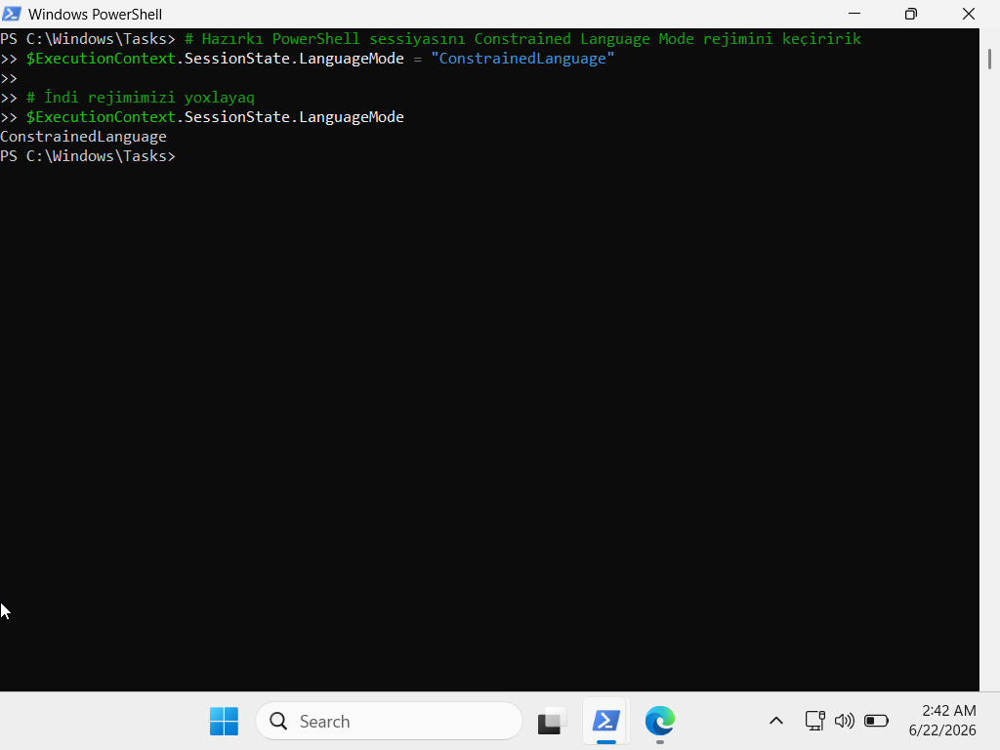 Windows PowerShell
PS C:\Windows\Tasks> # Hazırkı PowerShell sessiyasını Constrained Language Mode rejimini keçiririk
>> $ExecutionContext.SessionState.LanguageMode = "ConstrainedLanguage"
>>
>> # İndi rejimimizi yoxlayaq
>> $ExecutionContext.SessionState.LanguageMode
ConstrainedLanguage
PS C:\Windows\Tasks>
Search
2:42 AM
6/22/2026